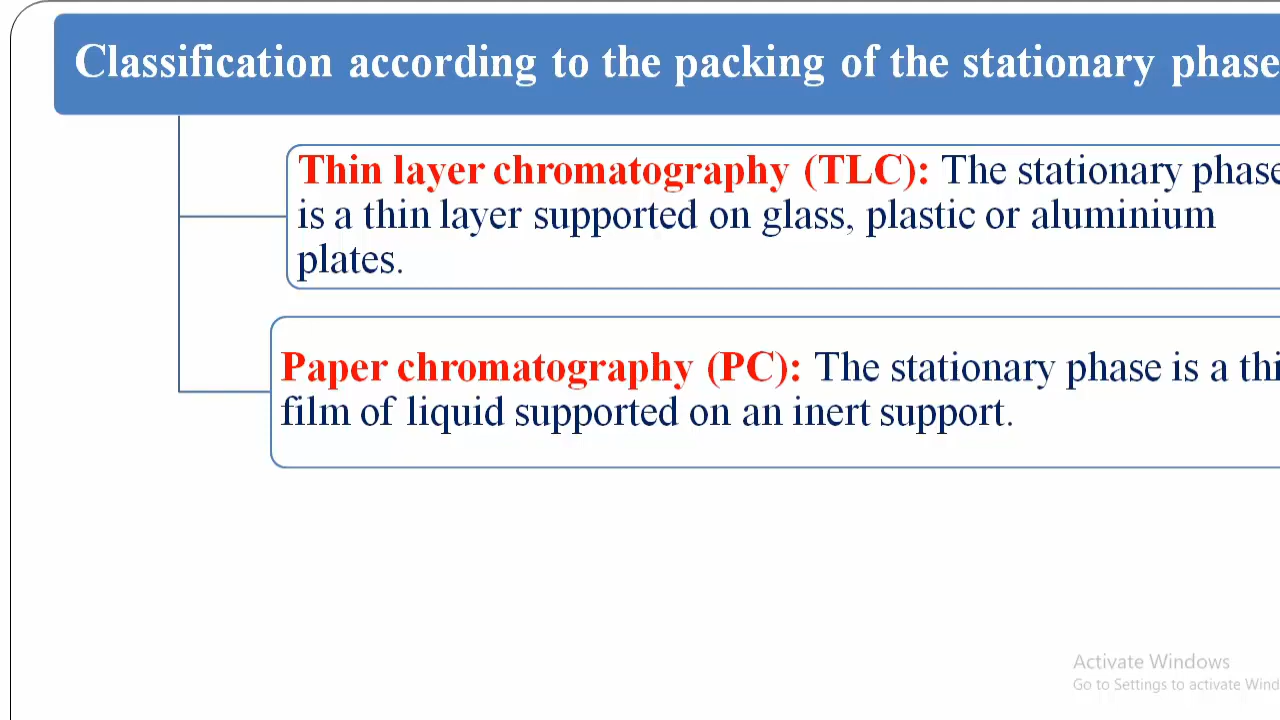 Classification according to the packing of the stationary phase
Thin layer chromatography (TLC): The stationary phase
is a thin layer supported on glass, plastic or aluminium
plates.
Paper chromatography (PC): The stationary phase is a thi
film of liquid supported on an inert support.
Activate Windows
Go to Settings to activate Wind